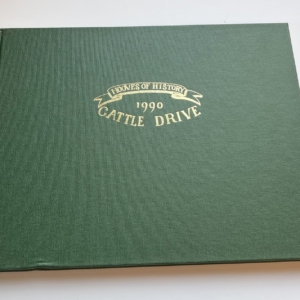 HOOVES OF HISTORY
1990
CATTLE DRIVE